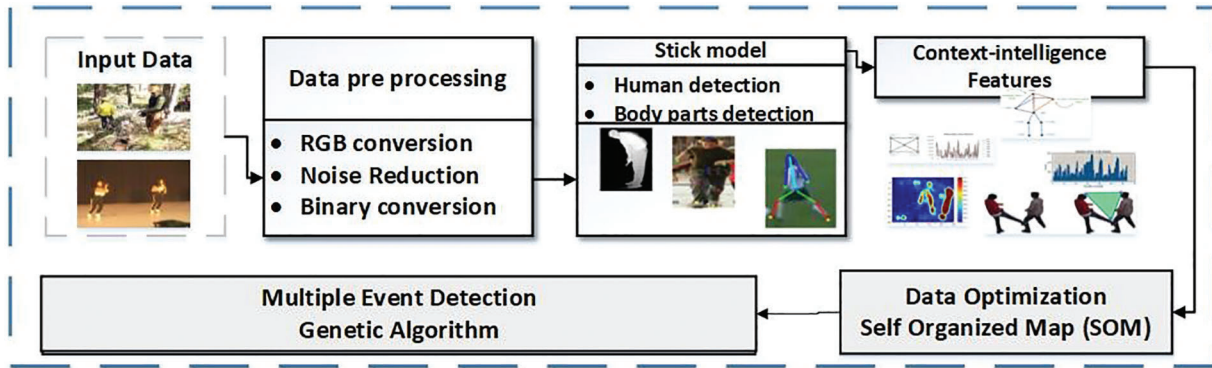 Input Data
Data pre processing
• RGB conversion
• Noise Reduction
• Binary conversion
Stick model
• Human detection
• Body parts detection
Context-intelligence
Features
Data Optimization
Self Organized Map (SOM)
Multiple Event Detection
Genetic Algorithm